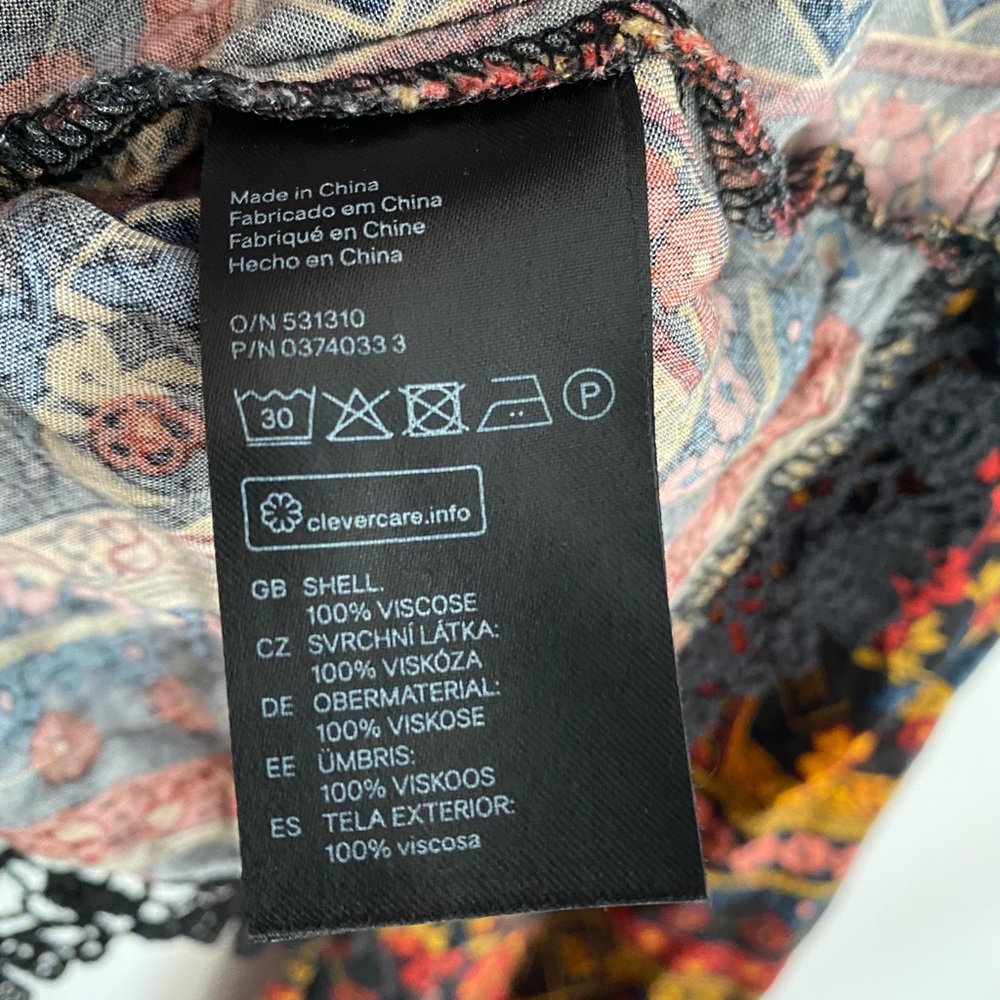 Made in China
Fabricado em China
Fabriqué en Chine
Hecho en China
O/N 531310
P/N 0374033 3
30
P
clevercare.info
GB SHELL:
100% VISCOSE
CZ SVRCHNÍ LÁTKA:
100% VISKÓZA
DE OBERMATERIAL:
100% VISKOSE
EE ÜMBRIS:
100% VISKOOS
ES TELA EXTERIOR:
100% viscosa